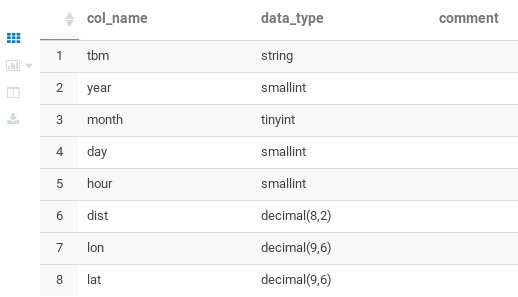 col_name data_type comment
1 tbm string
2 year smallint
3 month tinyint
4 day smallint
5 hour smallint
6 dist decimal(8,2)
7 lon decimal(9,6)
8 lat decimal(9,6)